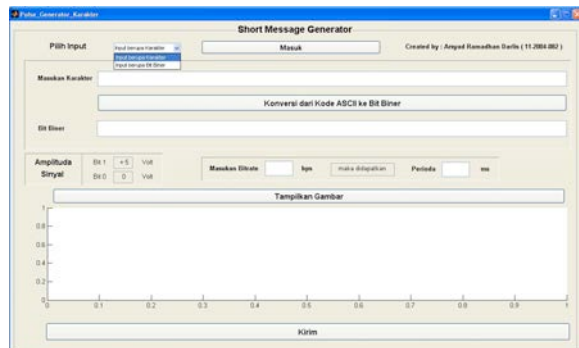 Pulse_Generator_Karakter
Short Message Generator
Pilih Input
Input berupa Karakter
Input berupa Karakter
Input berupa Bit Biner
Masuk
Created by : Arsyad Ramadhan Darlis ( 11-2004-082 )
Masukan Karakter
Konversi dari Kode ASCII ke Bit Biner
Bit Biner
Amplituda Sinyal
Bit 1 +5 Volt
Bit 0 0 Volt
Masukan Bitrate bps maka didapatkan Perioda ms
Tampilkan Gambar
1
0.8
0.6
0.4
0.2
0
0 0.1 0.2 0.3 0.4 0.5 0.6 0.7 0.8 0.9 1
Kirim